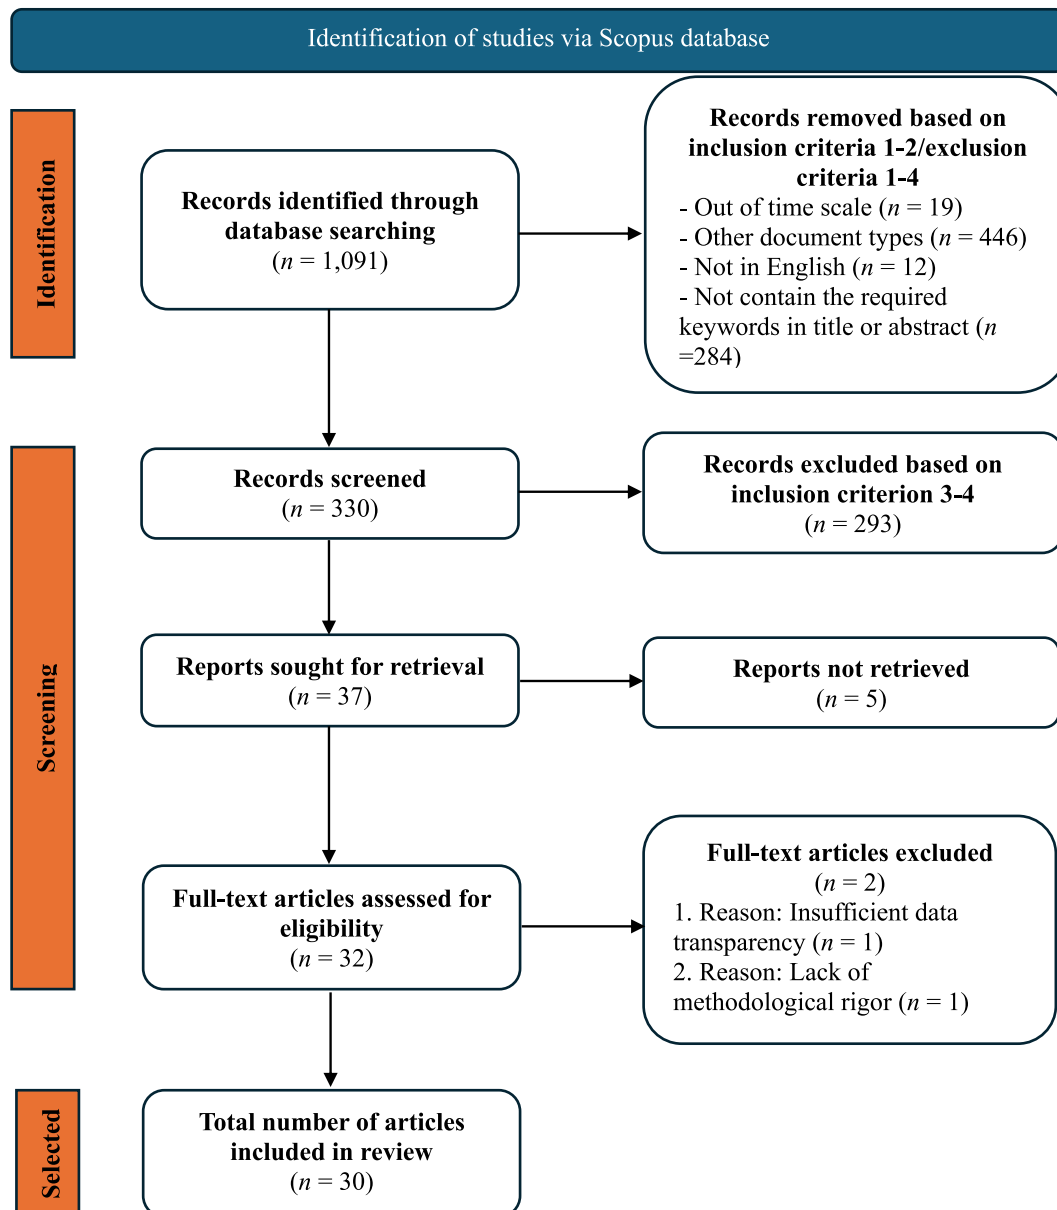 Identification of studies via Scopus database
Identification
Records identified through
database searching
(n = 1,091)
Records removed based on
inclusion criteria 1-2/exclusion
criteria 1-4
- Out of time scale (n = 19)
- Other document types (n = 446)
- Not in English (n = 12)
- Not contain the required
keywords in title or abstract (n
=284)
Screening
Records screened
(n = 330)
Records excluded based on
inclusion criterion 3-4
(n = 293)
Reports sought for retrieval
(n = 37)
Reports not retrieved
(n = 5)
Full-text articles assessed for
eligibility
(n = 32)
Full-text articles excluded
(n = 2)
1. Reason: Insufficient data
transparency (n = 1)
2. Reason: Lack of
methodological rigor (n = 1)
Selected
Total number of articles
included in review
(n = 30)